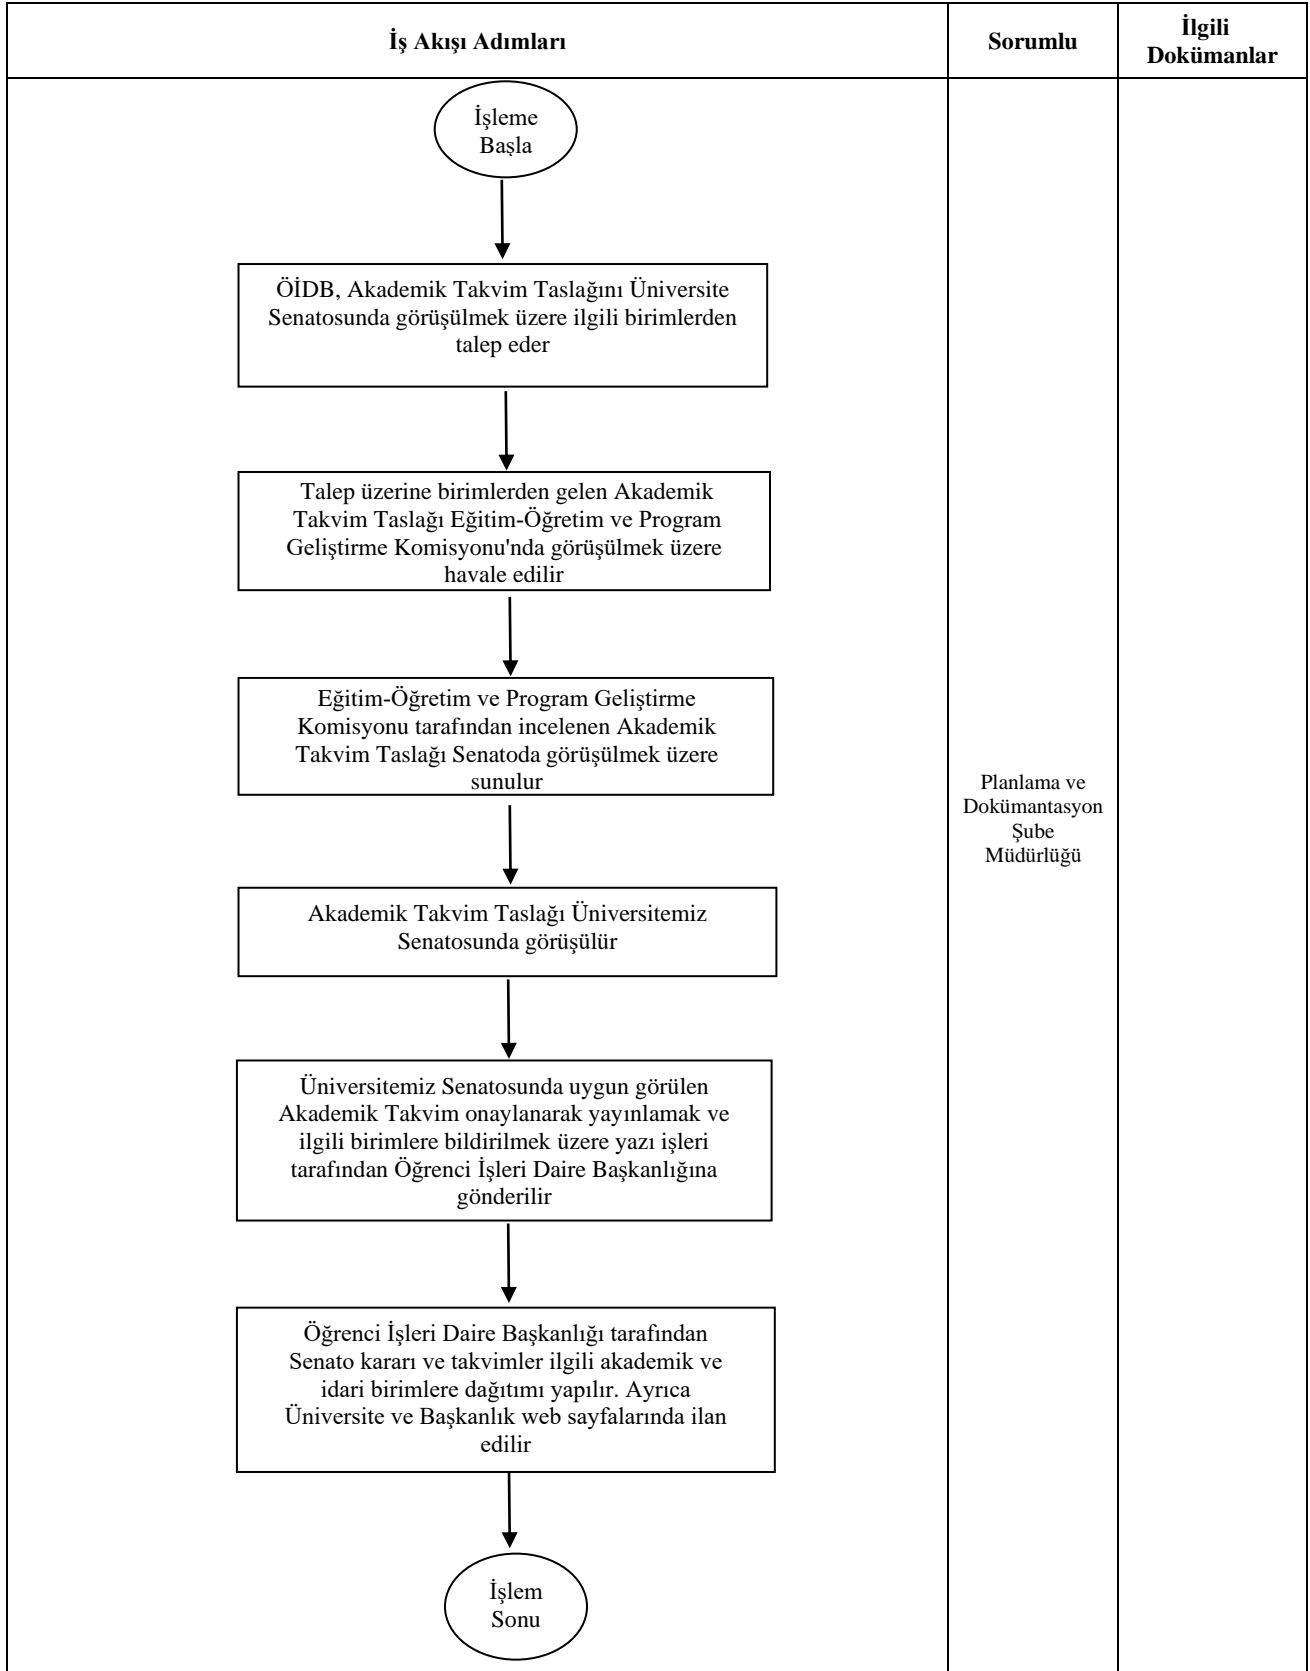 İş Akışı Adımları
Sorumlu
İlgili
Dokümanlar
İşleme
Başla
ÖİDB, Akademik Takvim Taslağını Üniversite
Senatosunda görüşülmek üzere ilgili birimlerden
talep eder
Talep üzerine birimlerden gelen Akademik
Takvim Taslağı Eğitim-Öğretim ve Program
Geliştirme Komisyonu'nda görüşülmek üzere
havale edilir
Eğitim-Öğretim ve Program Geliştirme
Komisyonu tarafından incelenen Akademik
Takvim Taslağı Senatoda görüşülmek üzere
sunulur
Akademik Takvim Taslağı Üniversitemiz
Senatosunda görüşülür
Üniversitemiz Senatosunda uygun görülen
Akademik Takvim onaylanarak yayınlamak ve
ilgili birimlere bildirilmek üzere yazı işleri
tarafından Öğrenci İşleri Daire Başkanlığına
gönderilir
Öğrenci İşleri Daire Başkanlığı tarafından
Senato kararı ve takvimler ilgili akademik ve
idari birimlere dağıtımı yapılır. Ayrıca
Üniversite ve Başkanlık web sayfalarında ilan
edilir
İşlem
Sonu
Planlama ve
Dokümantasyon
Şube
Müdürlüğü